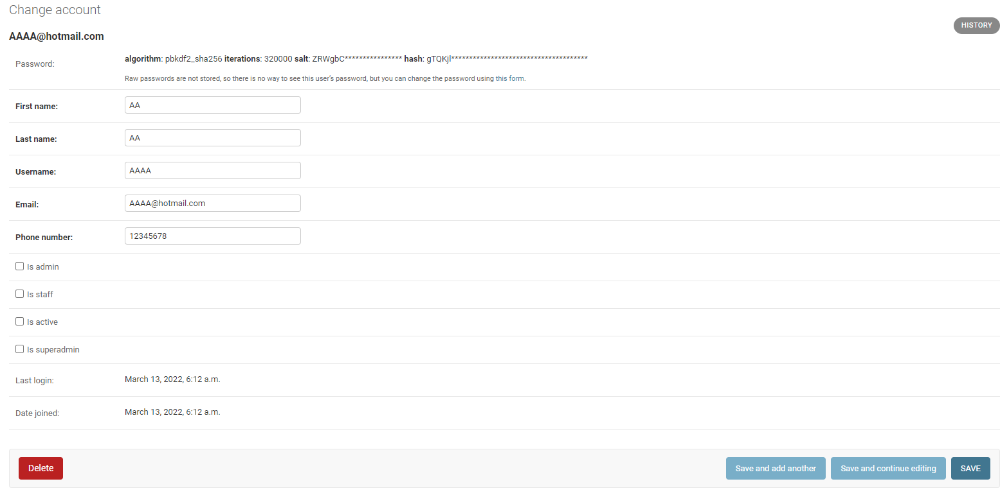 Change account
HISTORY
AAAA@hotmail.com
Password:
algorithm: pbkdf2_sha256 iterations: 320000 salt: ZRWgbC**************** hash: gTQKjl**************************************
Raw passwords are not stored, so there is no way to see this user's password, but you can change the password using this form.
First name: AA
Last name: AA
Username: AAAA
Email: AAAA@hotmail.com
Phone number: 12345678
Is admin
Is staff
Is active
Is superadmin
Last login: March 13, 2022, 6:12 a.m.
Date joined: March 13, 2022, 6:12 a.m.
Delete Save and add another Save and continue editing SAVE